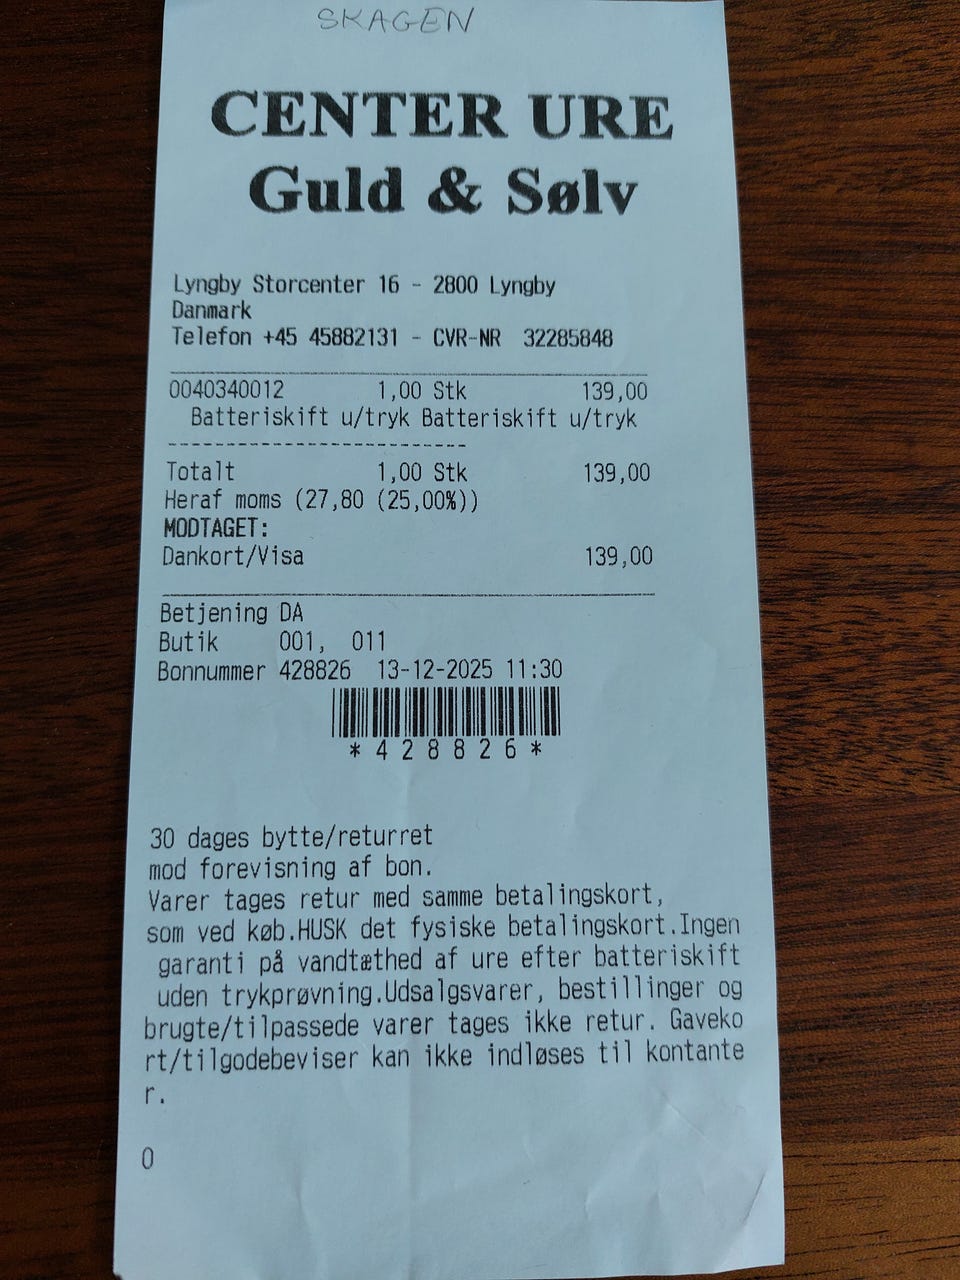 SKAGEN
CENTER URE
Guld & Sølv
Lyngby Storcenter 16 - 2800 Lyngby
Danmark
Telefon +45 45882131 - CVR-NR 32285848
0040340012 1,00 Stk 139,00
Batteriskift u/tryk Batteriskift u/tryk
Totalt 1,00 Stk 139,00
Heraf moms (27,80 (25,00%))
MODTAGET:
Dankort/Visa 139,00
Betjening DA
Butik 001, 011
Bonnummer 428826 13-12-2025 11:30
*428826*
30 dages bytte/returret
mod forevisning af bon.
Varer tages retur med samme betalingskort,
som ved køb.HUSK det fysiske betalingskort.Ingen
garanti på vandtæthed af ure efter batteriskift
uden trykprøvning.Udsalgsvarer, bestillinger og
brugte/tilpassede varer tages ikke retur. Gaveko
rt/tilgodebeviser kan ikke indløses til kontante
r.
0